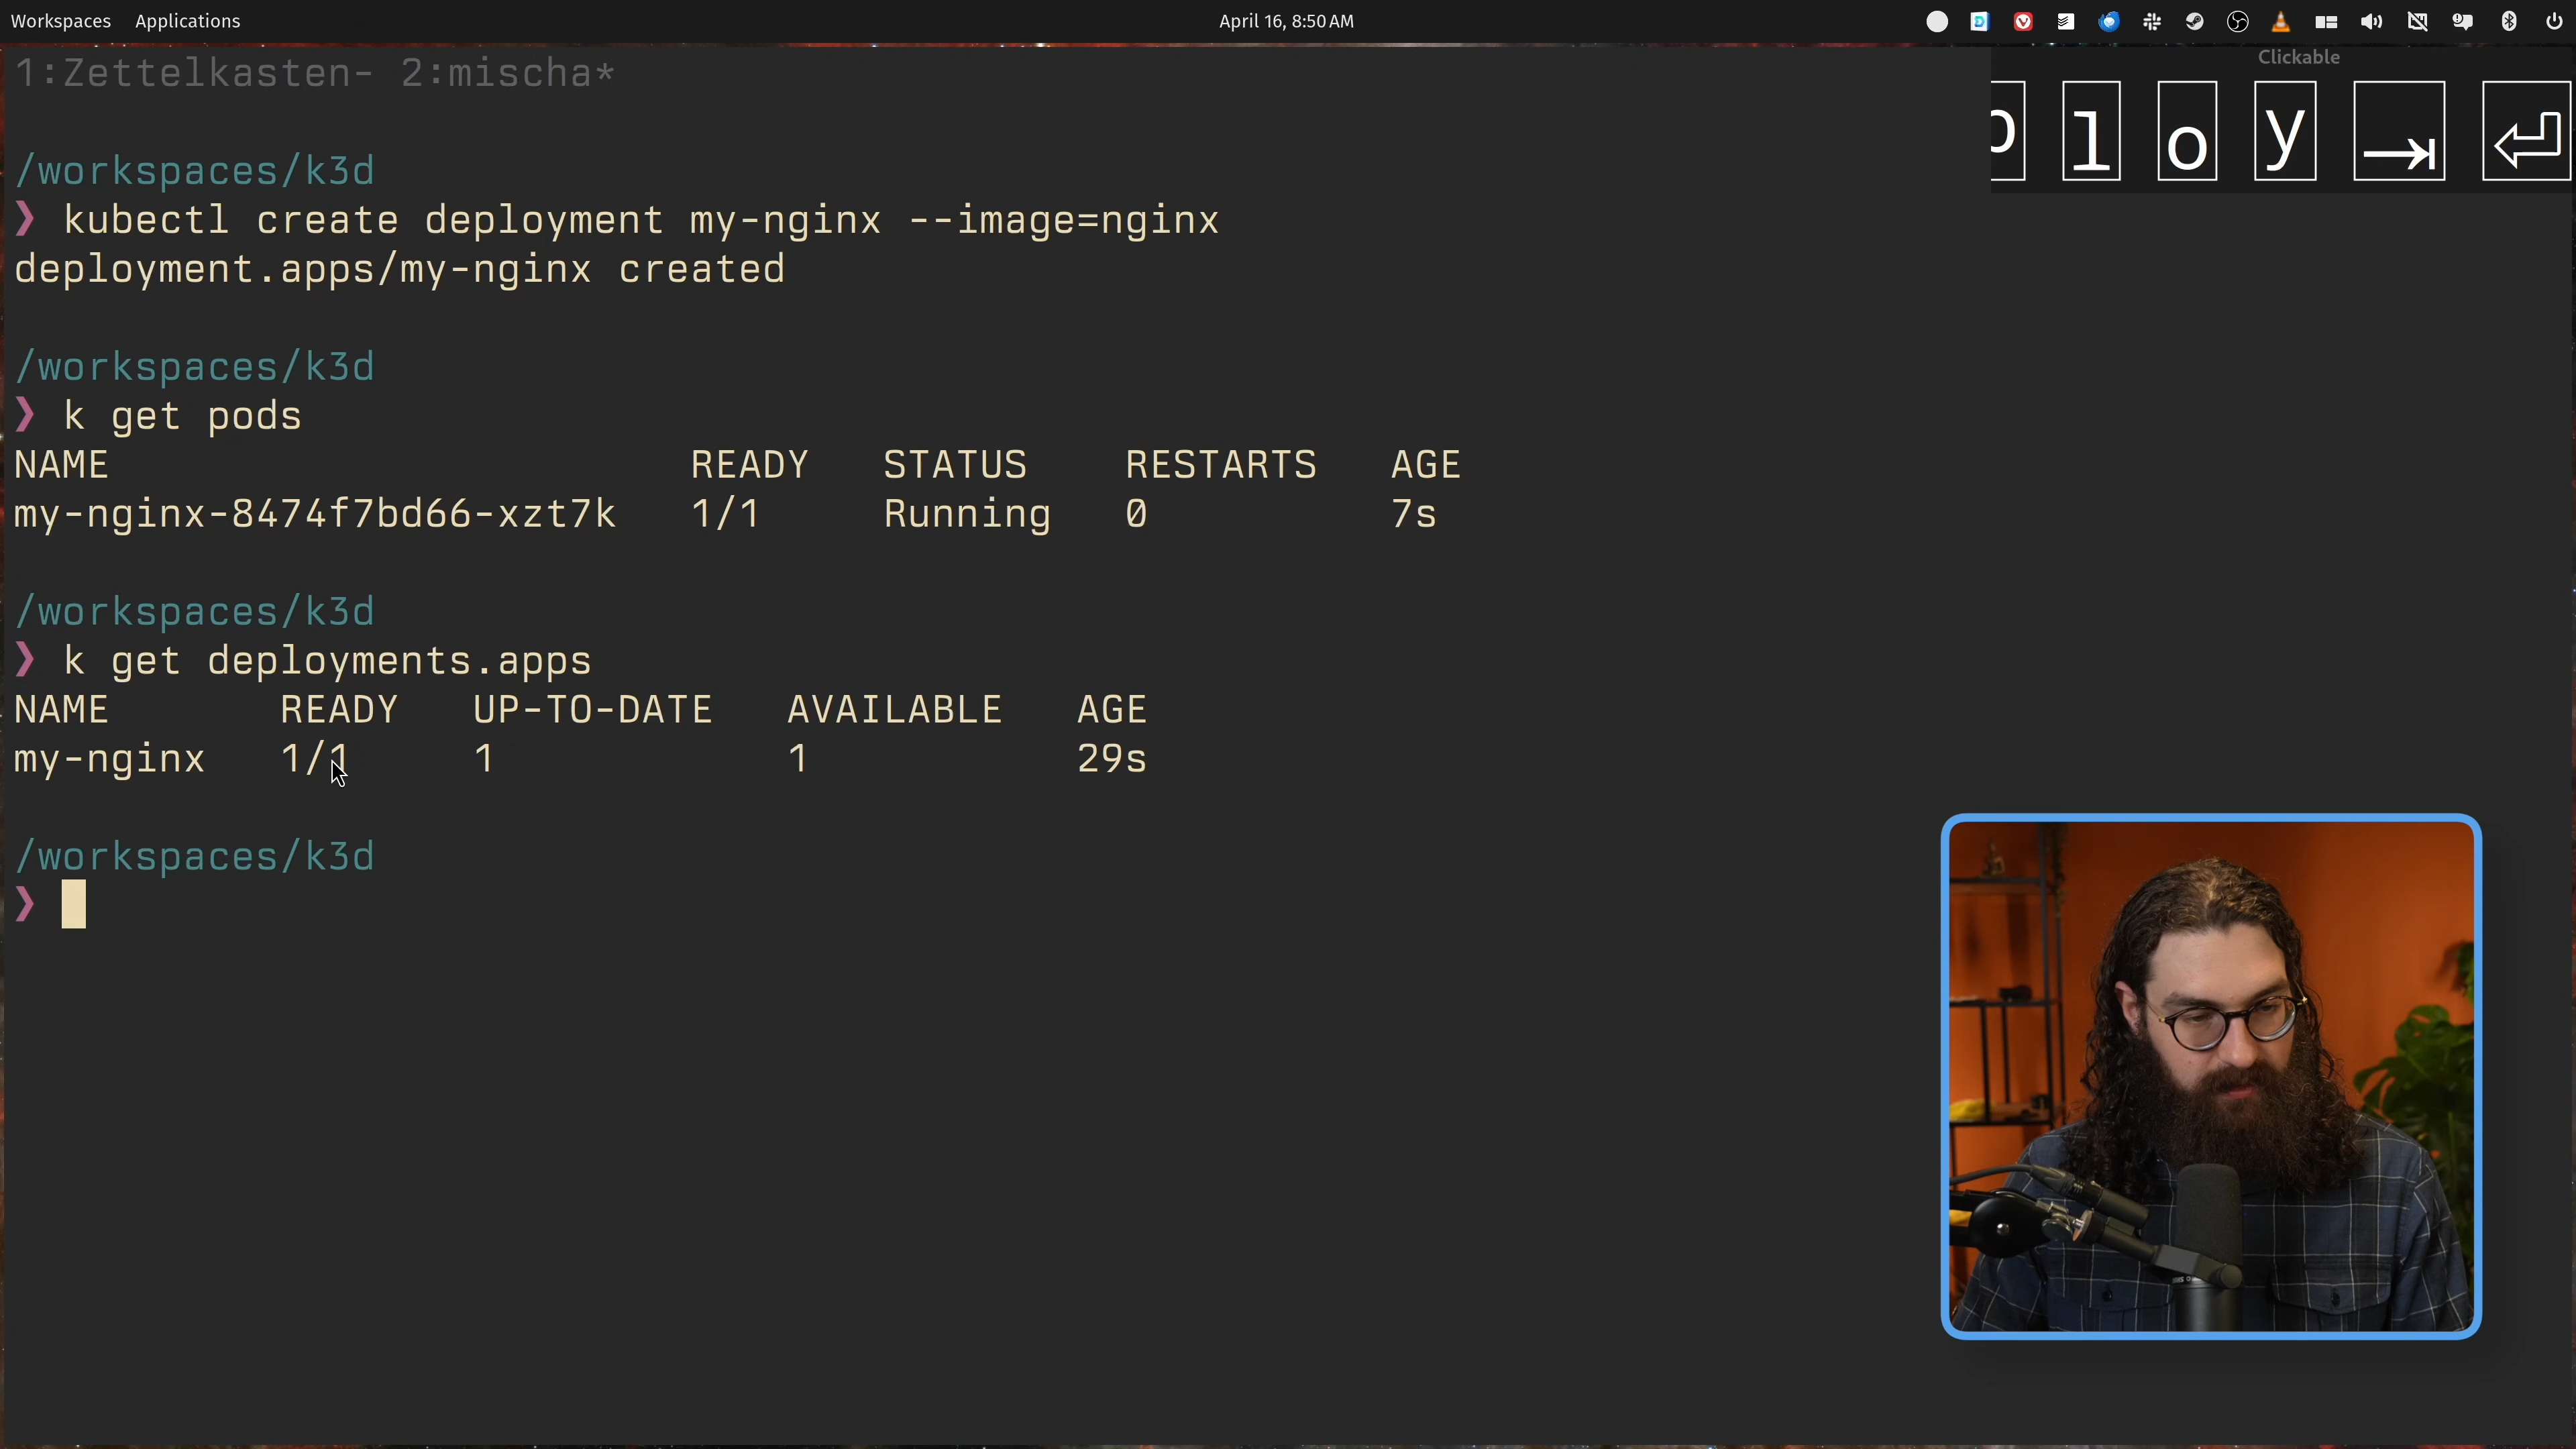 Workspaces Applications April 16, 8:50 AM
1:Zettelkasten- 2:mischa*
Clickable
p l o y
/workspaces/k3d
❯ kubectl create deployment my-nginx --image=nginx
deployment.apps/my-nginx created
/workspaces/k3d
❯ k get pods
NAME READY STATUS RESTARTS AGE
my-nginx-8474f7bd66-xzt7k 1/1 Running 0 7s
/workspaces/k3d
❯ k get deployments.apps
NAME READY UP-TO-DATE AVAILABLE AGE
my-nginx 1/1 1 1 29s
/workspaces/k3d
❯